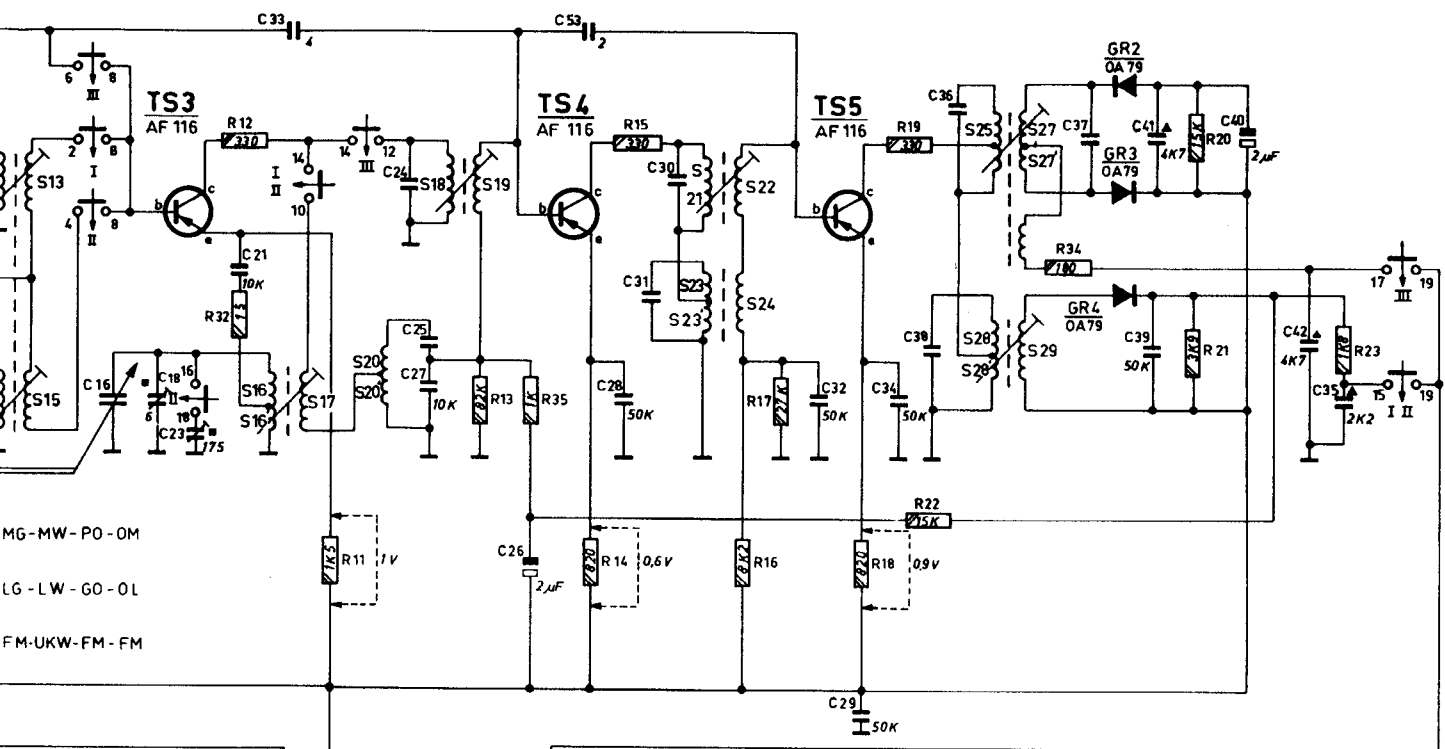 C33
4
C53
2
6 8
III
TS3
AF 116
TS4
AF 116
TS5
AF 116
GR2
OA 79
C36
R12
330
R15
330
R19
330
S25
S27
S27'
C37
C41
4K7
15K
R20
C40
2µF
GR3
OA79
2 8
I
14
I
II
10
14 12
III
C24
S18
S19
C30
S
21
S22
S13
4 8
II
b
c
e
b
c
e
b
c
e
C21
10K
R32
15
R34
180
17 19
III
C31
S23
S23'
S24
GR4
OA79
C38
S28
S28'
S29
C39
50K
3K9
R21
C42
4K7
1K8
R23
C25
S20
S20'
C27
10K
82K
R13
1K
R35
C28
50K
R17
27K
C32
50K
C34
50K
C35
2K2
15 19
I II
S15
C16
C18
6
16
II
18
C23
175
S16
S16'
S17
R22
15K
MG-MW-PO-OM
LG-LW-GO-OL
FM-UKW-FM-FM
1K5
R11
1V
C26
2µF
820
R14
0,6V
8K2
R16
820
R18
0,9V
C29
50K